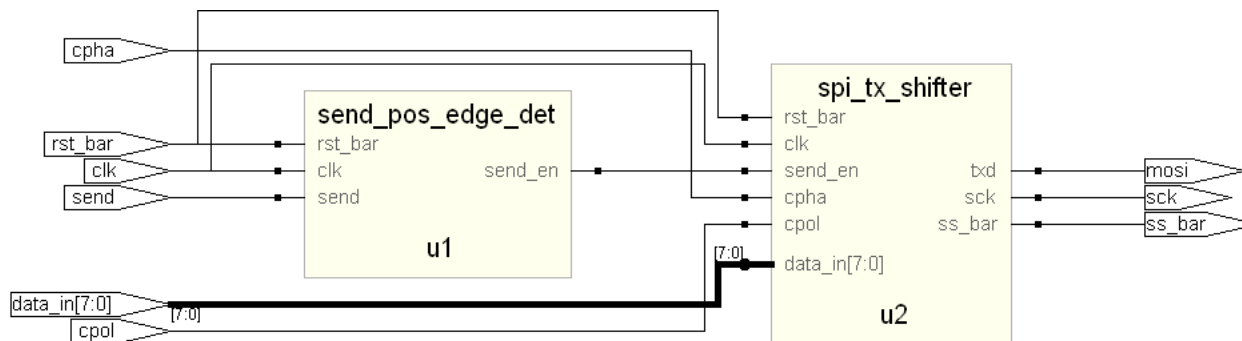 cpha
rst_bar
clk
send
data_in[7:0]
cpol
[7:0]
send_pos_edge_det
rst_bar
clk
send
send_en
u1
[7:0]
spi_tx_shifter
rst_bar
clk
send_en
cpha
cpol
data_in[7:0]
txd
sck
ss_bar
u2
mosi
sck
ss_bar